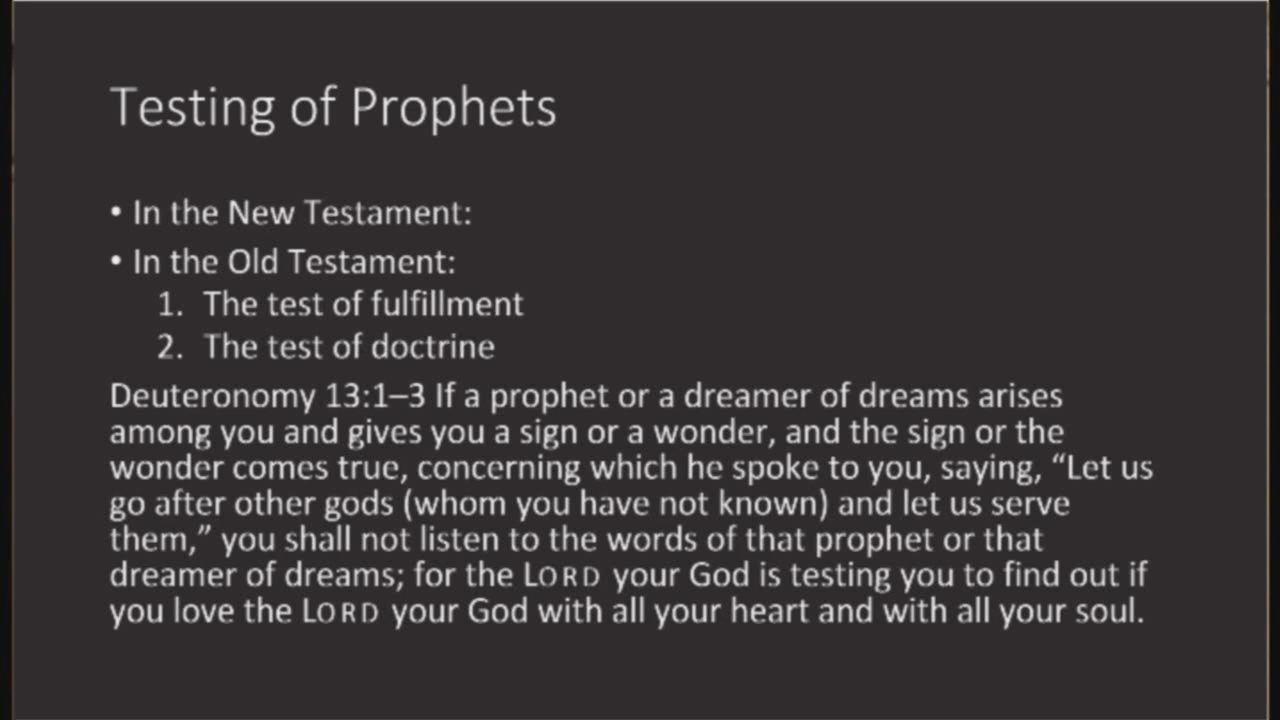 Testing of Prophets
• In the New Testament:
• In the Old Testament:
1. The test of fulfillment
2. The test of doctrine
Deuteronomy 13:1–3 If a prophet or a dreamer of dreams arises
among you and gives you a sign or a wonder, and the sign or the
wonder comes true, concerning which he spoke to you, saying, “Let us
go after other gods (whom you have not known) and let us serve
them,” you shall not listen to the words of that prophet or that
dreamer of dreams; for the LORD your God is testing you to find out if
you love the LORD your God with all your heart and with all your soul.